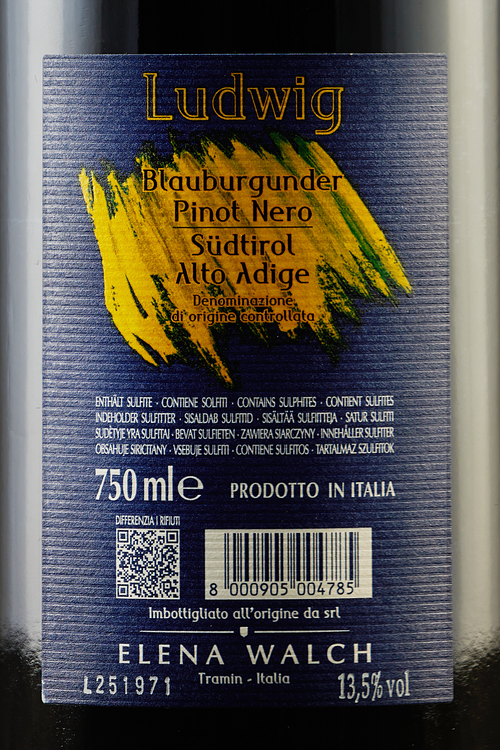 Ludwig
Blauburgunder
Pinot Nero
Südtirol
Alto Adige
Denominazione
di origine controllata
ENTHÄLT SULFITE · CONTIENE SOLFITI · CONTAINS SULPHITES · CONTIENT SULFITES
INDEHOLDER SULFITTER · SISALDAB SULFITID · SISÄLTÄÄ SULFIITTEJA · SATUR SULFITI
SUDĖTYJE YRA SULFITAI · BEVAT SULFIETEN · ZAWIERA SIARCZYNY · INNEHÅLLER SULFITER
OBSAHUJE SIRICITANY · VSEBUJE SULFITI · CONTIENE SULFITOS · TARTALMAZ SZULFITOK
750 ml e PRODOTTO IN ITALIA
DIFFERENZIA I RIFIUTI
8 000905 004785
Imbottigliato all'origine da srl
ELENA WALCH
Tramin - Italia
L251971 13,5% vol